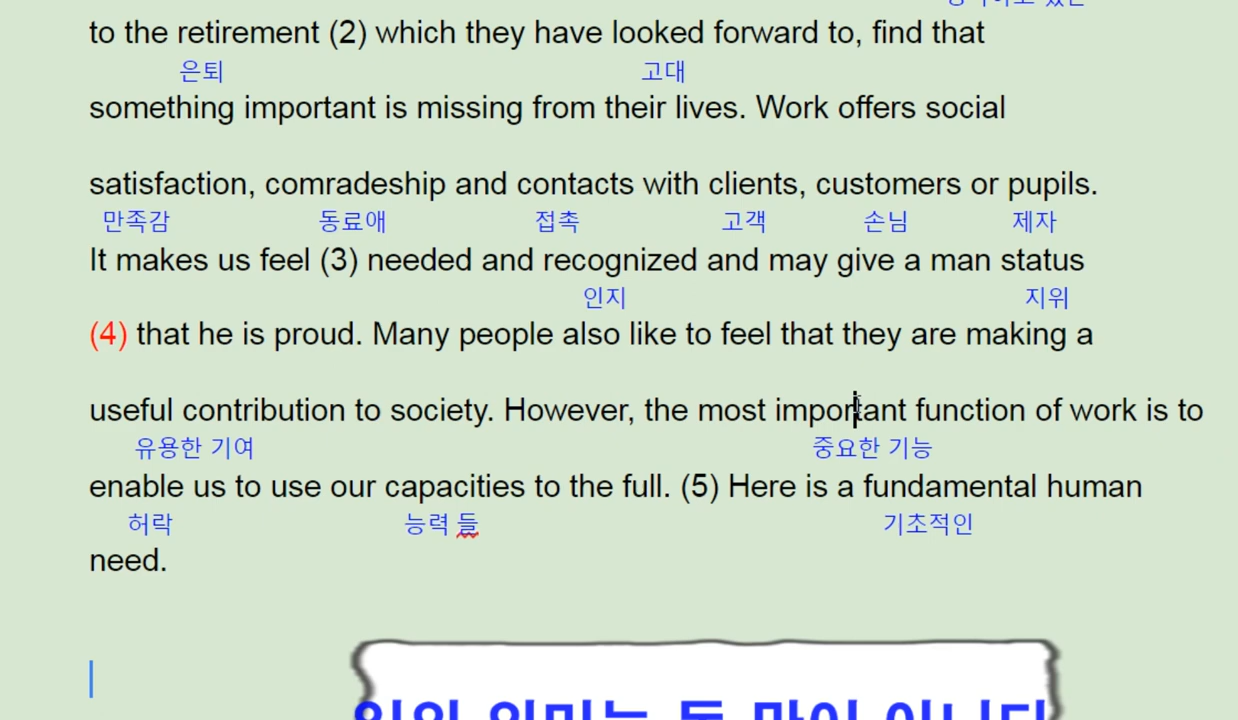 to the retirement (2) which they have looked forward to, find that
은퇴 고대
something important is missing from their lives. Work offers social
satisfaction, comradeship and contacts with clients, customers or pupils.
만족감 동료애 접촉 고객 손님 제자
It makes us feel (3) needed and recognized and may give a man status
인지 지위
(4) that he is proud. Many people also like to feel that they are making a
useful contribution to society. However, the most important function of work is to
유용한 기여 중요한 기능
enable us to use our capacities to the full. (5) Here is a fundamental human
허락 능력 들 기초적인
need.